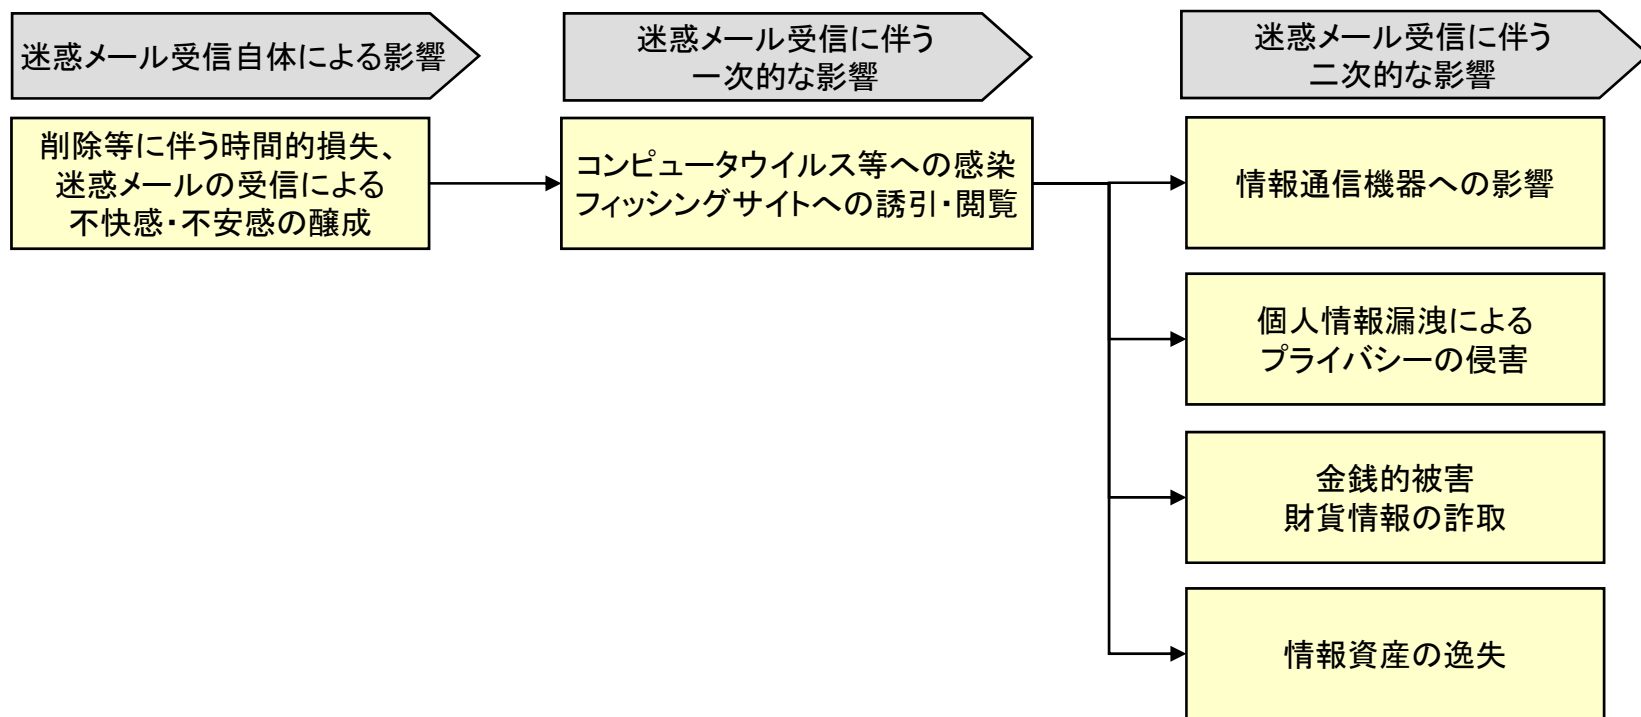 迷惑メール受信自体による影響
迷惑メール受信に伴う
一次的な影響
迷惑メール受信に伴う
二次的な影響
削除等に伴う時間的損失、
迷惑メールの受信による
不快感・不安感の醸成
コンピュータウイルス等への感染
フィッシングサイトへの誘引・閲覧
情報通信機器への影響
個人情報漏洩による
プライバシーの侵害
金銭的被害
財貨情報の詐取
情報資産の逸失